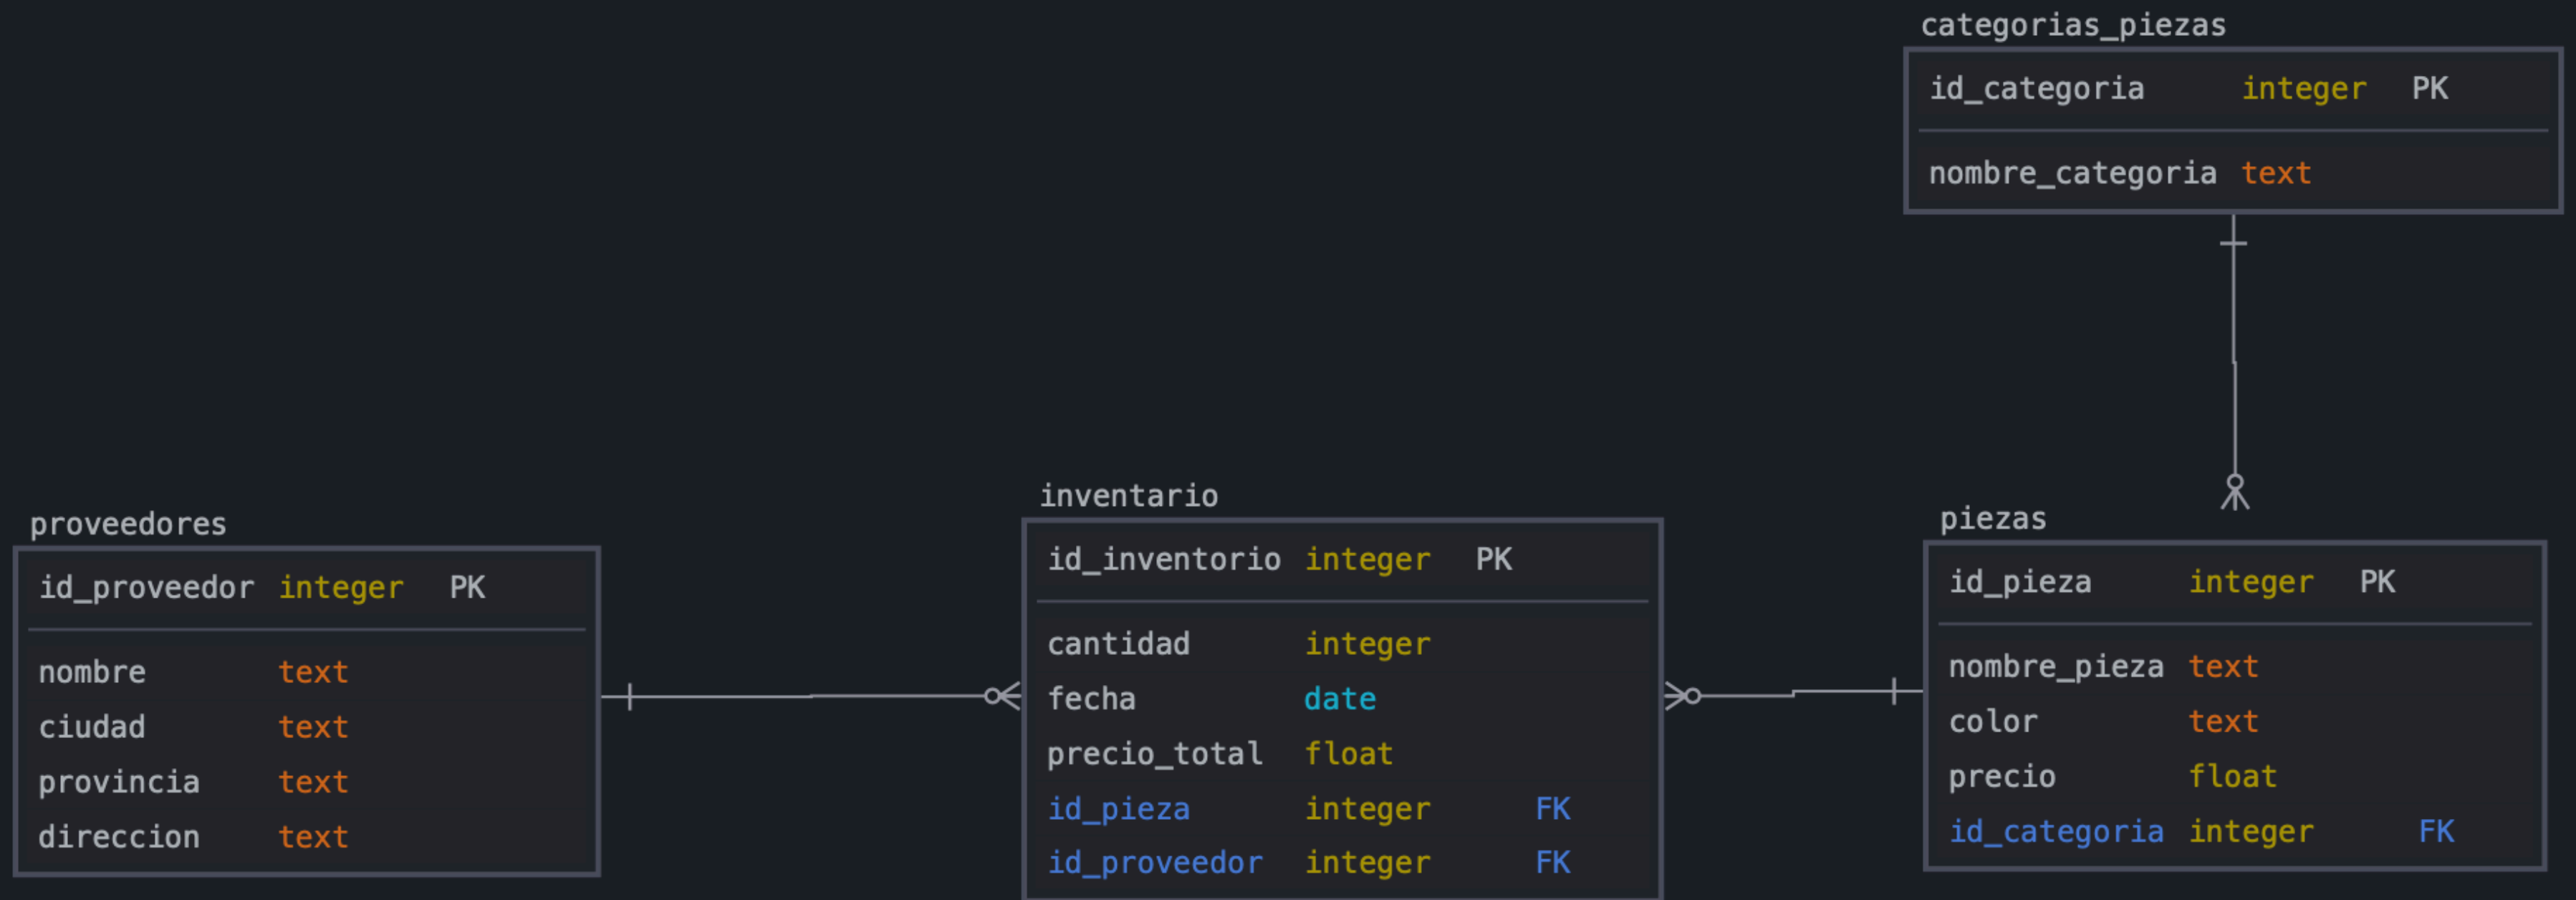 categorias_piezas
id_categoria integer PK
nombre_categoria text
proveedores
id_proveedor integer PK
nombre text
ciudad text
provincia text
direccion text
inventario
id_inventorio integer PK
cantidad integer
fecha date
precio_total float
id_pieza integer FK
id_proveedor integer FK
piezas
id_pieza integer PK
nombre_pieza text
color text
precio float
id_categoria integer FK